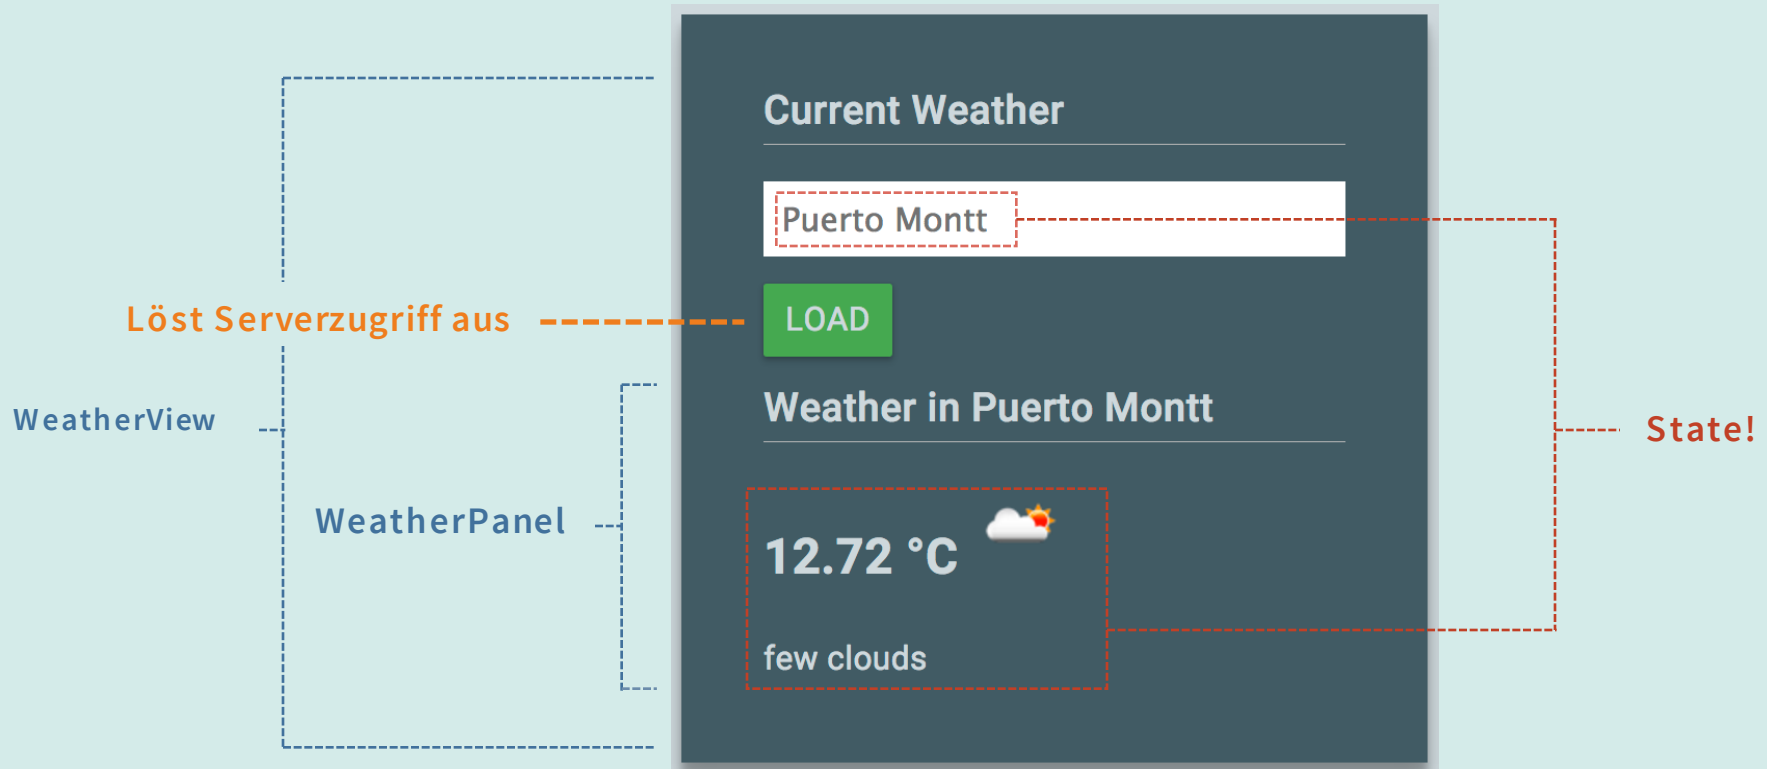 Current Weather
Puerto Montt
Löst Serverzugriff aus
LOAD
Weather in Puerto Montt
WeatherView
State!
WeatherPanel
12.72 °C
few clouds